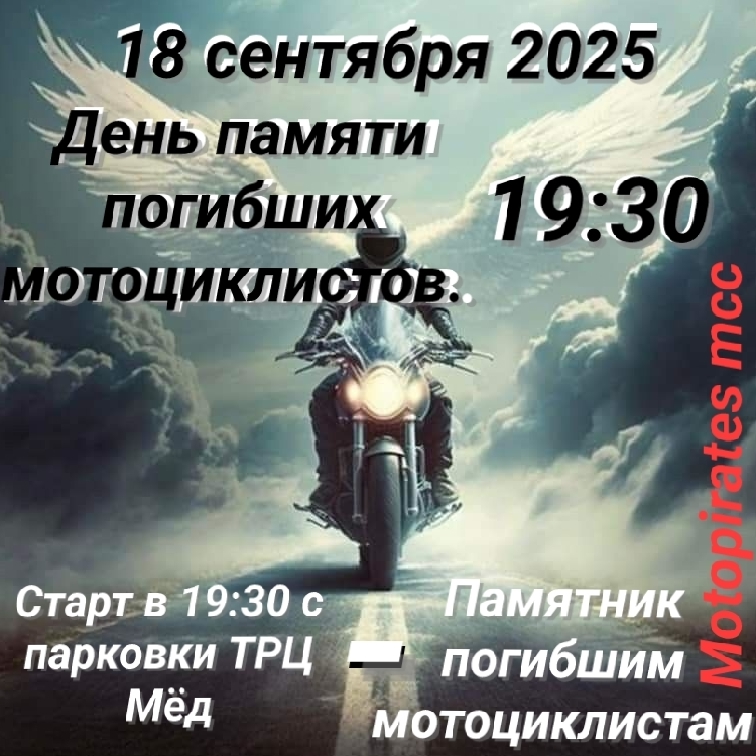 18 сентября 2025
День памяти
погибших
мотоциклистов.
19:30
Motopirates mcc
Старт в 19:30 с
парковки ТРЦ
Мёд
-
Памятник
погибшим
мотоциклистам